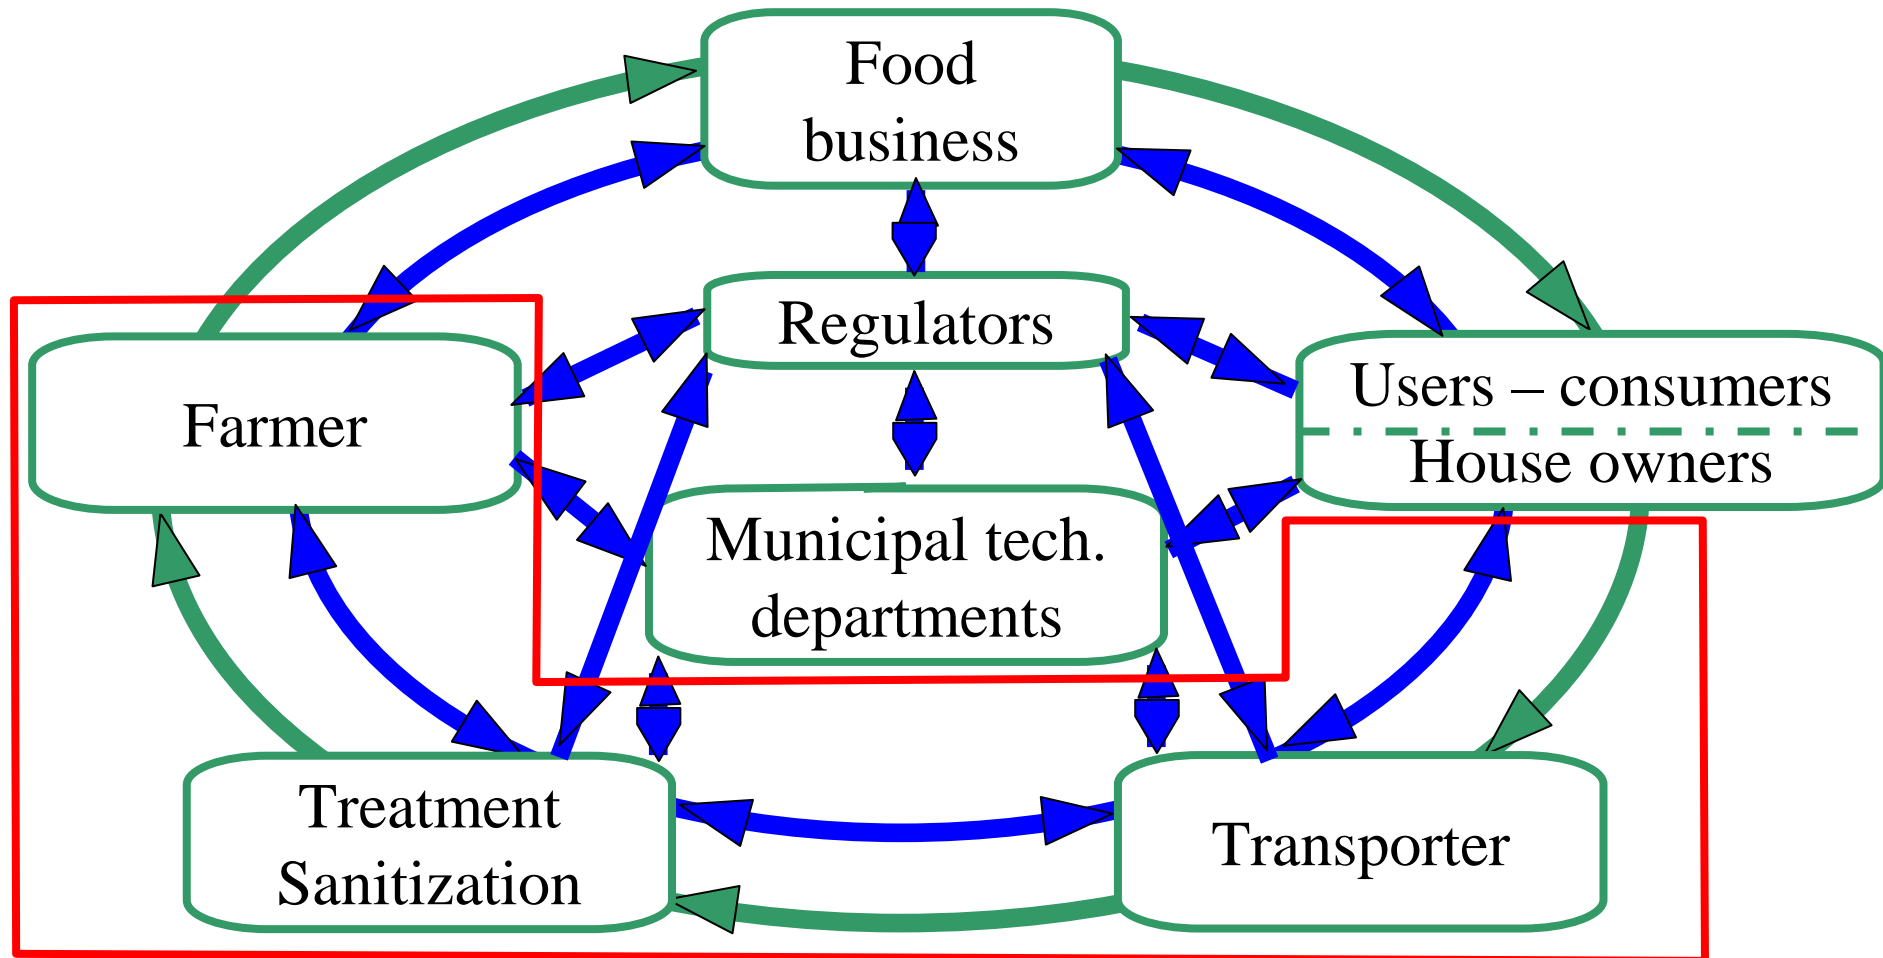 Food
business
Regulators
Farmer
Users – consumers
House owners
Municipal tech.
departments
Treatment
Sanitization
Transporter